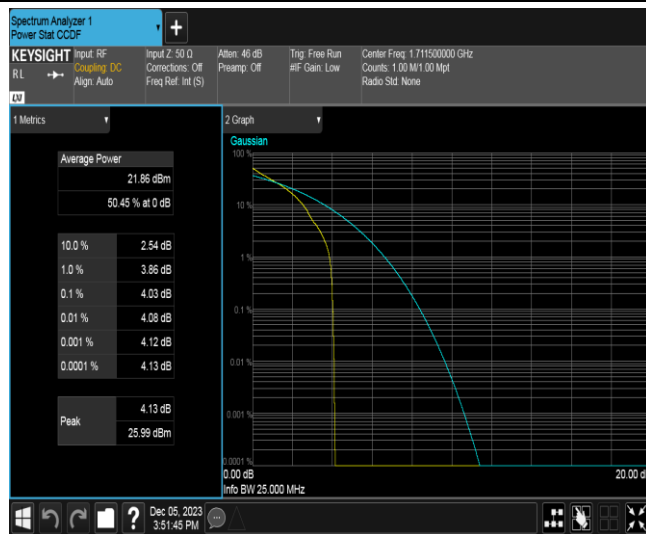 Spectrum Analyzer 1
Power Stat CCDF
+
KEYSIGHT
RL
Input: RF
Coupling: DC
Align: Auto
Input Z: 50 Ω
Corrections: Off
Freq Ref: Int (S)
Atten: 46 dB
Preamp: Off
Trig: Free Run
#IF Gain: Low
Center Freq: 1.711500000 GHz
Counts: 1.00 M/1.00 Mpt
Radio Std: None
LXI
1 Metrics
Average Power
21.86 dBm
50.45 % at 0 dB
10.0 % 2.54 dB
1.0 % 3.86 dB
0.1 % 4.03 dB
0.01 % 4.08 dB
0.001 % 4.12 dB
0.0001 % 4.13 dB
Peak
4.13 dB
25.99 dBm
2 Graph
Gaussian
100 %
10 %
1 %
0.1 %
0.01 %
0.001 %
0.0001 %
0.00 dB
20.00 d
Info BW 25.000 MHz
?
Dec 05, 2023
3:51:45 PM